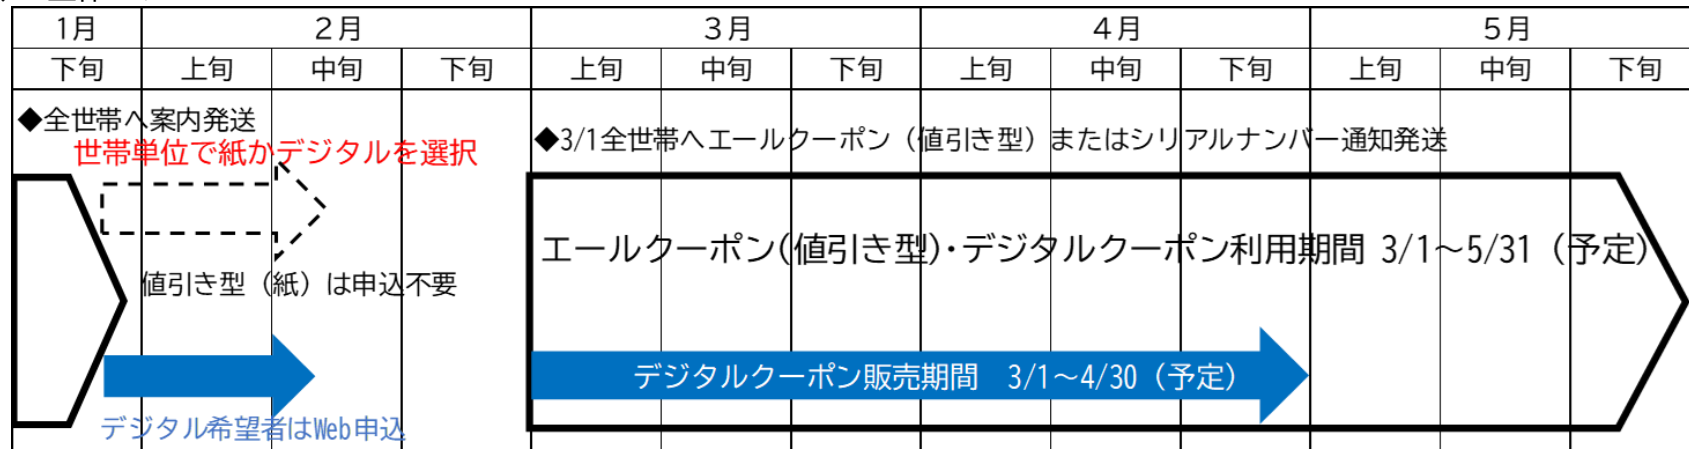 1月 2月 3月 4月 5月
下旬 上旬 中旬 下旬 上旬 中旬 下旬 上旬 中旬 下旬 上旬 中旬 下旬
◆全世帯へ案内発送
世帯単位で紙かデジタルを選択
◆3/1全世帯へエールクーポン（値引き型）またはシリアルナンバー通知発送
エールクーポン(値引き型)・デジタルクーポン利用期間 3/1～5/31（予定）
値引き型（紙）は申込不要
デジタルクーポン販売期間　3/1～4/30（予定）
デジタル希望者はWeb申込